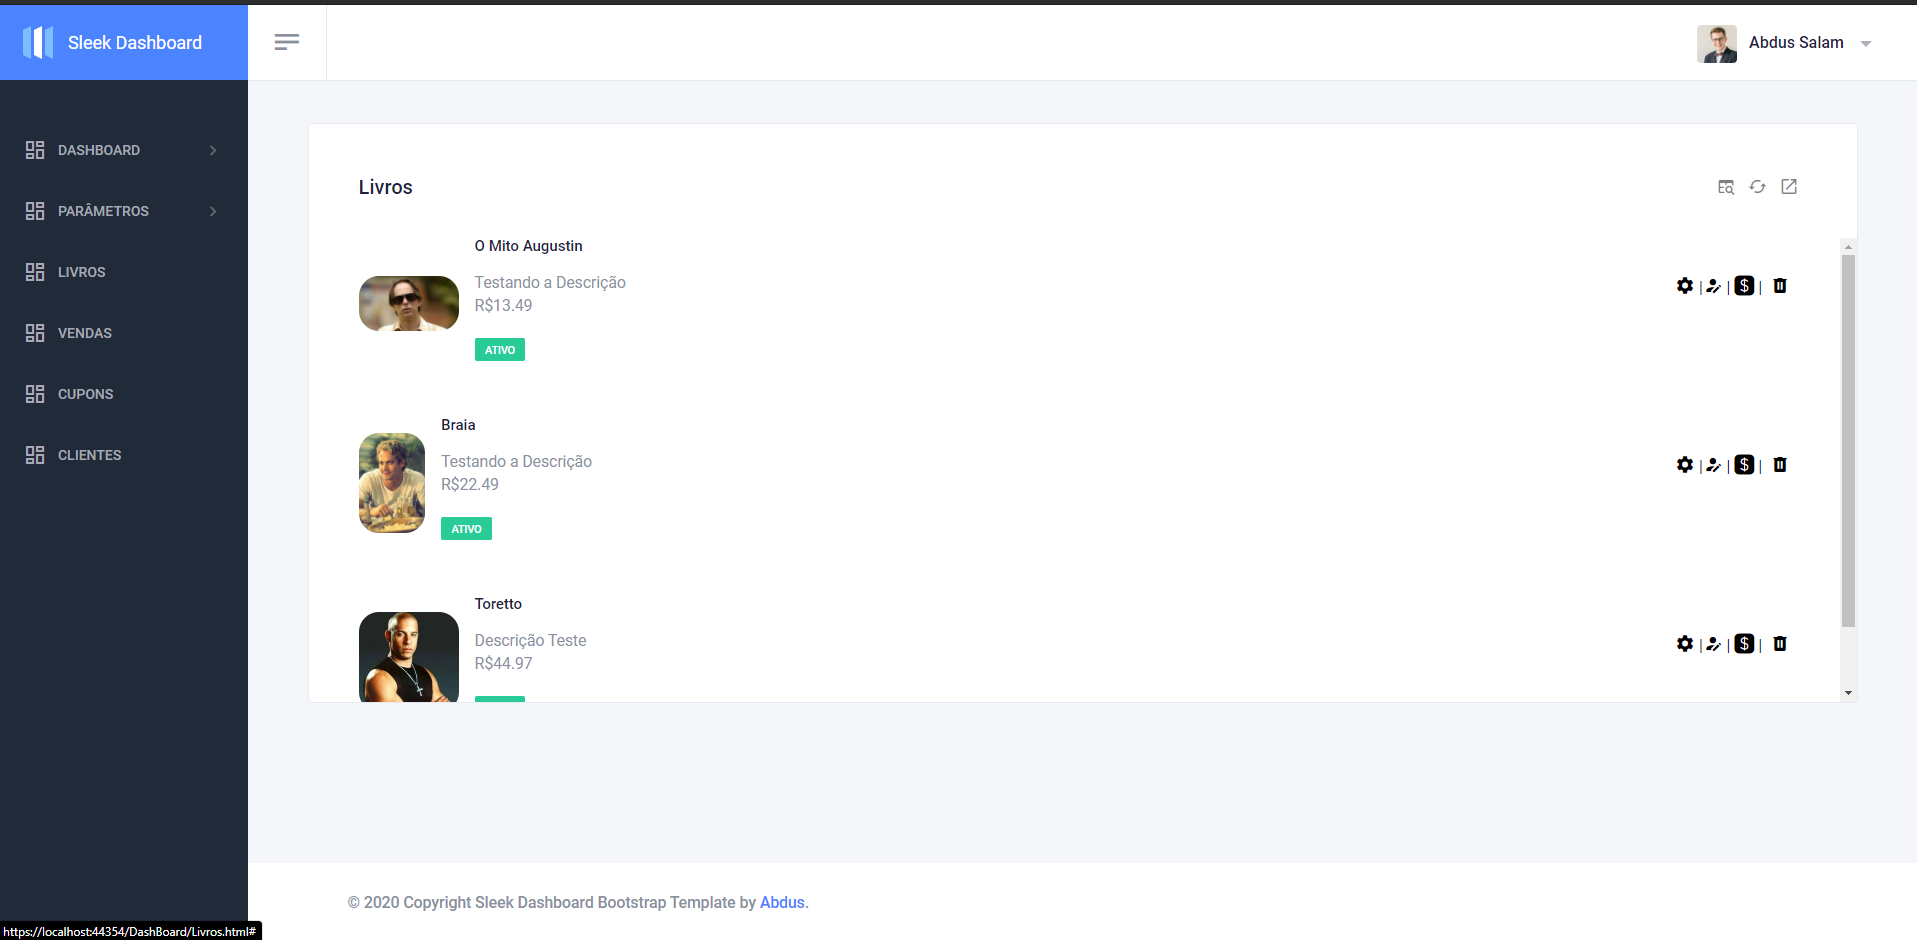 Sleek Dashboard
Abdus Salam
DASHBOARD
PARÂMETROS
LIVROS
VENDAS
CUPONS
CLIENTES
Livros
O Mito Augustin
Testando a Descrição
R$13.49
ATIVO
| | $ |
Braia
Testando a Descrição
R$22.49
ATIVO
| | $ |
Toretto
Descrição Teste
R$44.97
| | $ |
© 2020 Copyright Sleek Dashboard Bootstrap Template by Abdus.
https://localhost:44354/DashBoard/Livros.html#